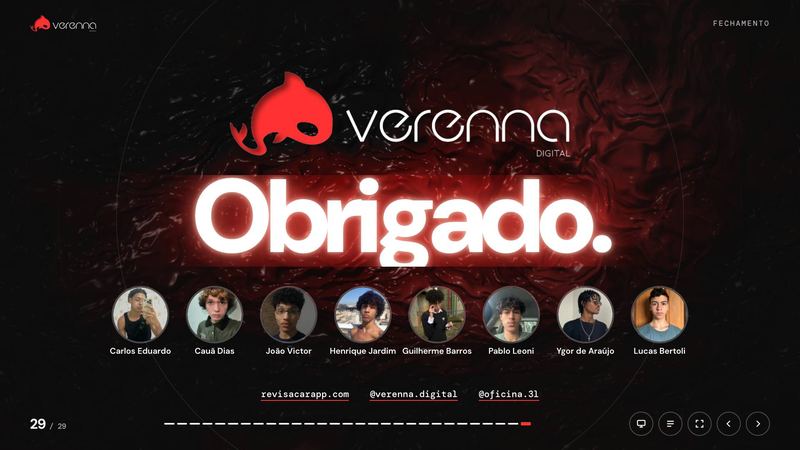 verenna
FECHAMENTO
verenna
DIGITAL
Obrigado.
Carlos Eduardo
Cauã Dias
João Victor
Henrique Jardim
Guilherme Barros
Pablo Leoni
Ygor de Araújo
Lucas Bertoli
revisacarapp.com @verenna.digital @oficina.31
29 / 29